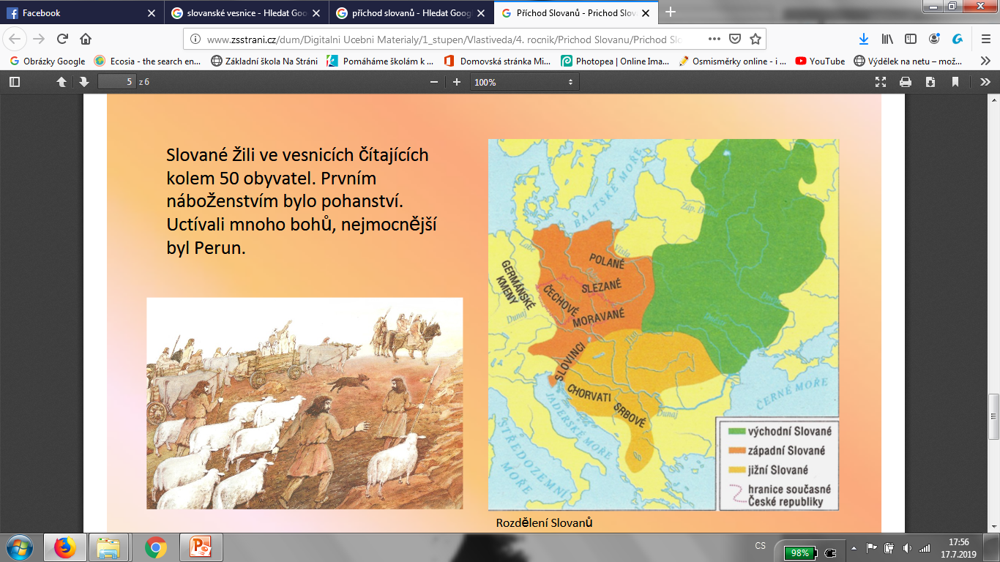 Facebook
slovanské vesnice - Hledat Goo
příchod slovanů - Hledat Goog
Příchod Slovanů - Prichod Slov
www.zsstrani.cz/dum/Digitalni Ucebni Materialy/1_stupen/Vlastiveda/4. rocnik/Prichod Slovanu/Prichod Slo
Obrázky Google
Ecosia - the search en...
Základní škola Na Stráni
Pomáháme školám k ...
Domovská stránka Mi...
Photopea | Online Ima...
Osmisměrky online - i ...
YouTube
Výdělek na netu – mož...
5 z 6
100%
Slované žili ve vesnicích čítajících
kolem 50 obyvatel. Prvním
náboženstvím bylo pohanství.
Uctívali mnoho bohů, nejmocnější
byl Perun.
BALTSKÉ MOŘE
Záp. Dvina
Labe
Visla
POLANÉ
GERMÁNSKÉ
KMENY
SLEZANÉ
ČECHOVÉ
MORAVANÉ
Dunaj
SLOVINCI
CHORVATI
SRBOVÉ
Dunaj
JADERSKÉ MOŘE
STŘEDOZEMNÍ
MOŘE
ČERNÉ MOŘE
východní Slované
západní Slované
jižní Slované
hranice současné
České republiky
Rozdělení Slovanů
CS
98%
17:56
17.7.2019